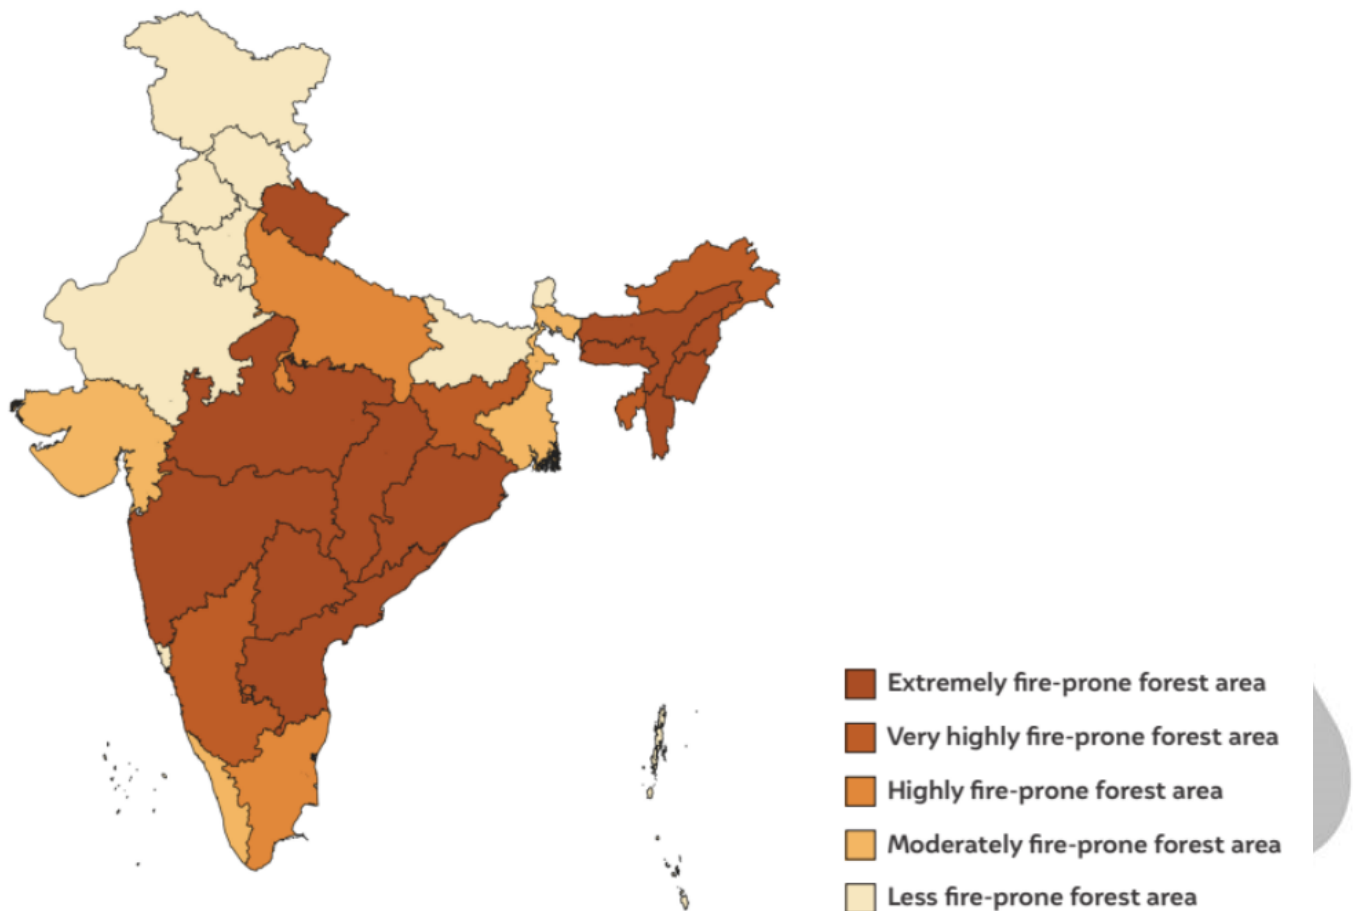 Extremely fire-prone forest area
Very highly fire-prone forest area
Highly fire-prone forest area
Moderately fire-prone forest area
Less fire-prone forest area